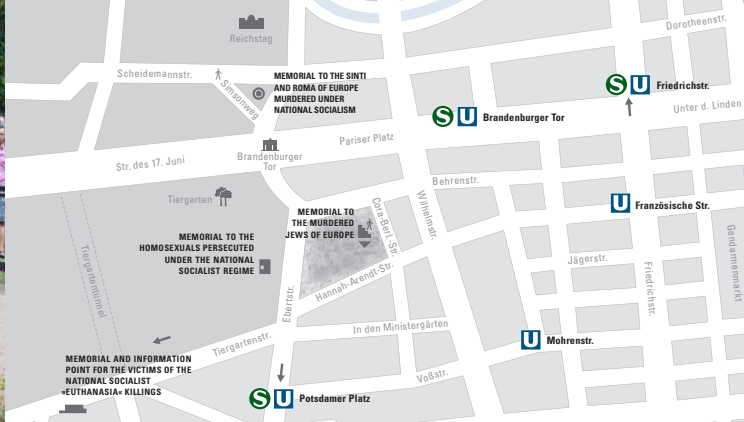 Reichstag
Dorotheenstr.
Scheidemannstr.
Simsonweg
MEMORIAL TO THE SINTI
AND ROMA OF EUROPE
MURDERED UNDER
NATIONAL SOCIALISM
S U Friedrichstr.
Unter d. Linden
S U Brandenburger Tor
Pariser Platz
Brandenburger
Tor
Str. des 17. Juni
Behrenstr.
Tiergarten
Cora-Berl.-Str.
Wilhelmstr.
U Französische Str.
MEMORIAL TO
THE MURDERED
JEWS OF EUROPE
MEMORIAL TO THE
HOMOSEXUALS PERSECUTED
UNDER THE NATIONAL
SOCIALIST REGIME
Gendarmenmarkt
Tiergartentunnel
Jägerstr.
Friedrichstr.
Hannah-Arendt-Str.
Ebertstr.
In den Ministergärten
Tiergartenstr.
U Mohrenstr.
MEMORIAL AND INFORMATION
POINT FOR THE VICTIMS OF THE
NATIONAL SOCIALIST
»EUTHANASIA« KILLINGS
Voßstr.
S U Potsdamer Platz